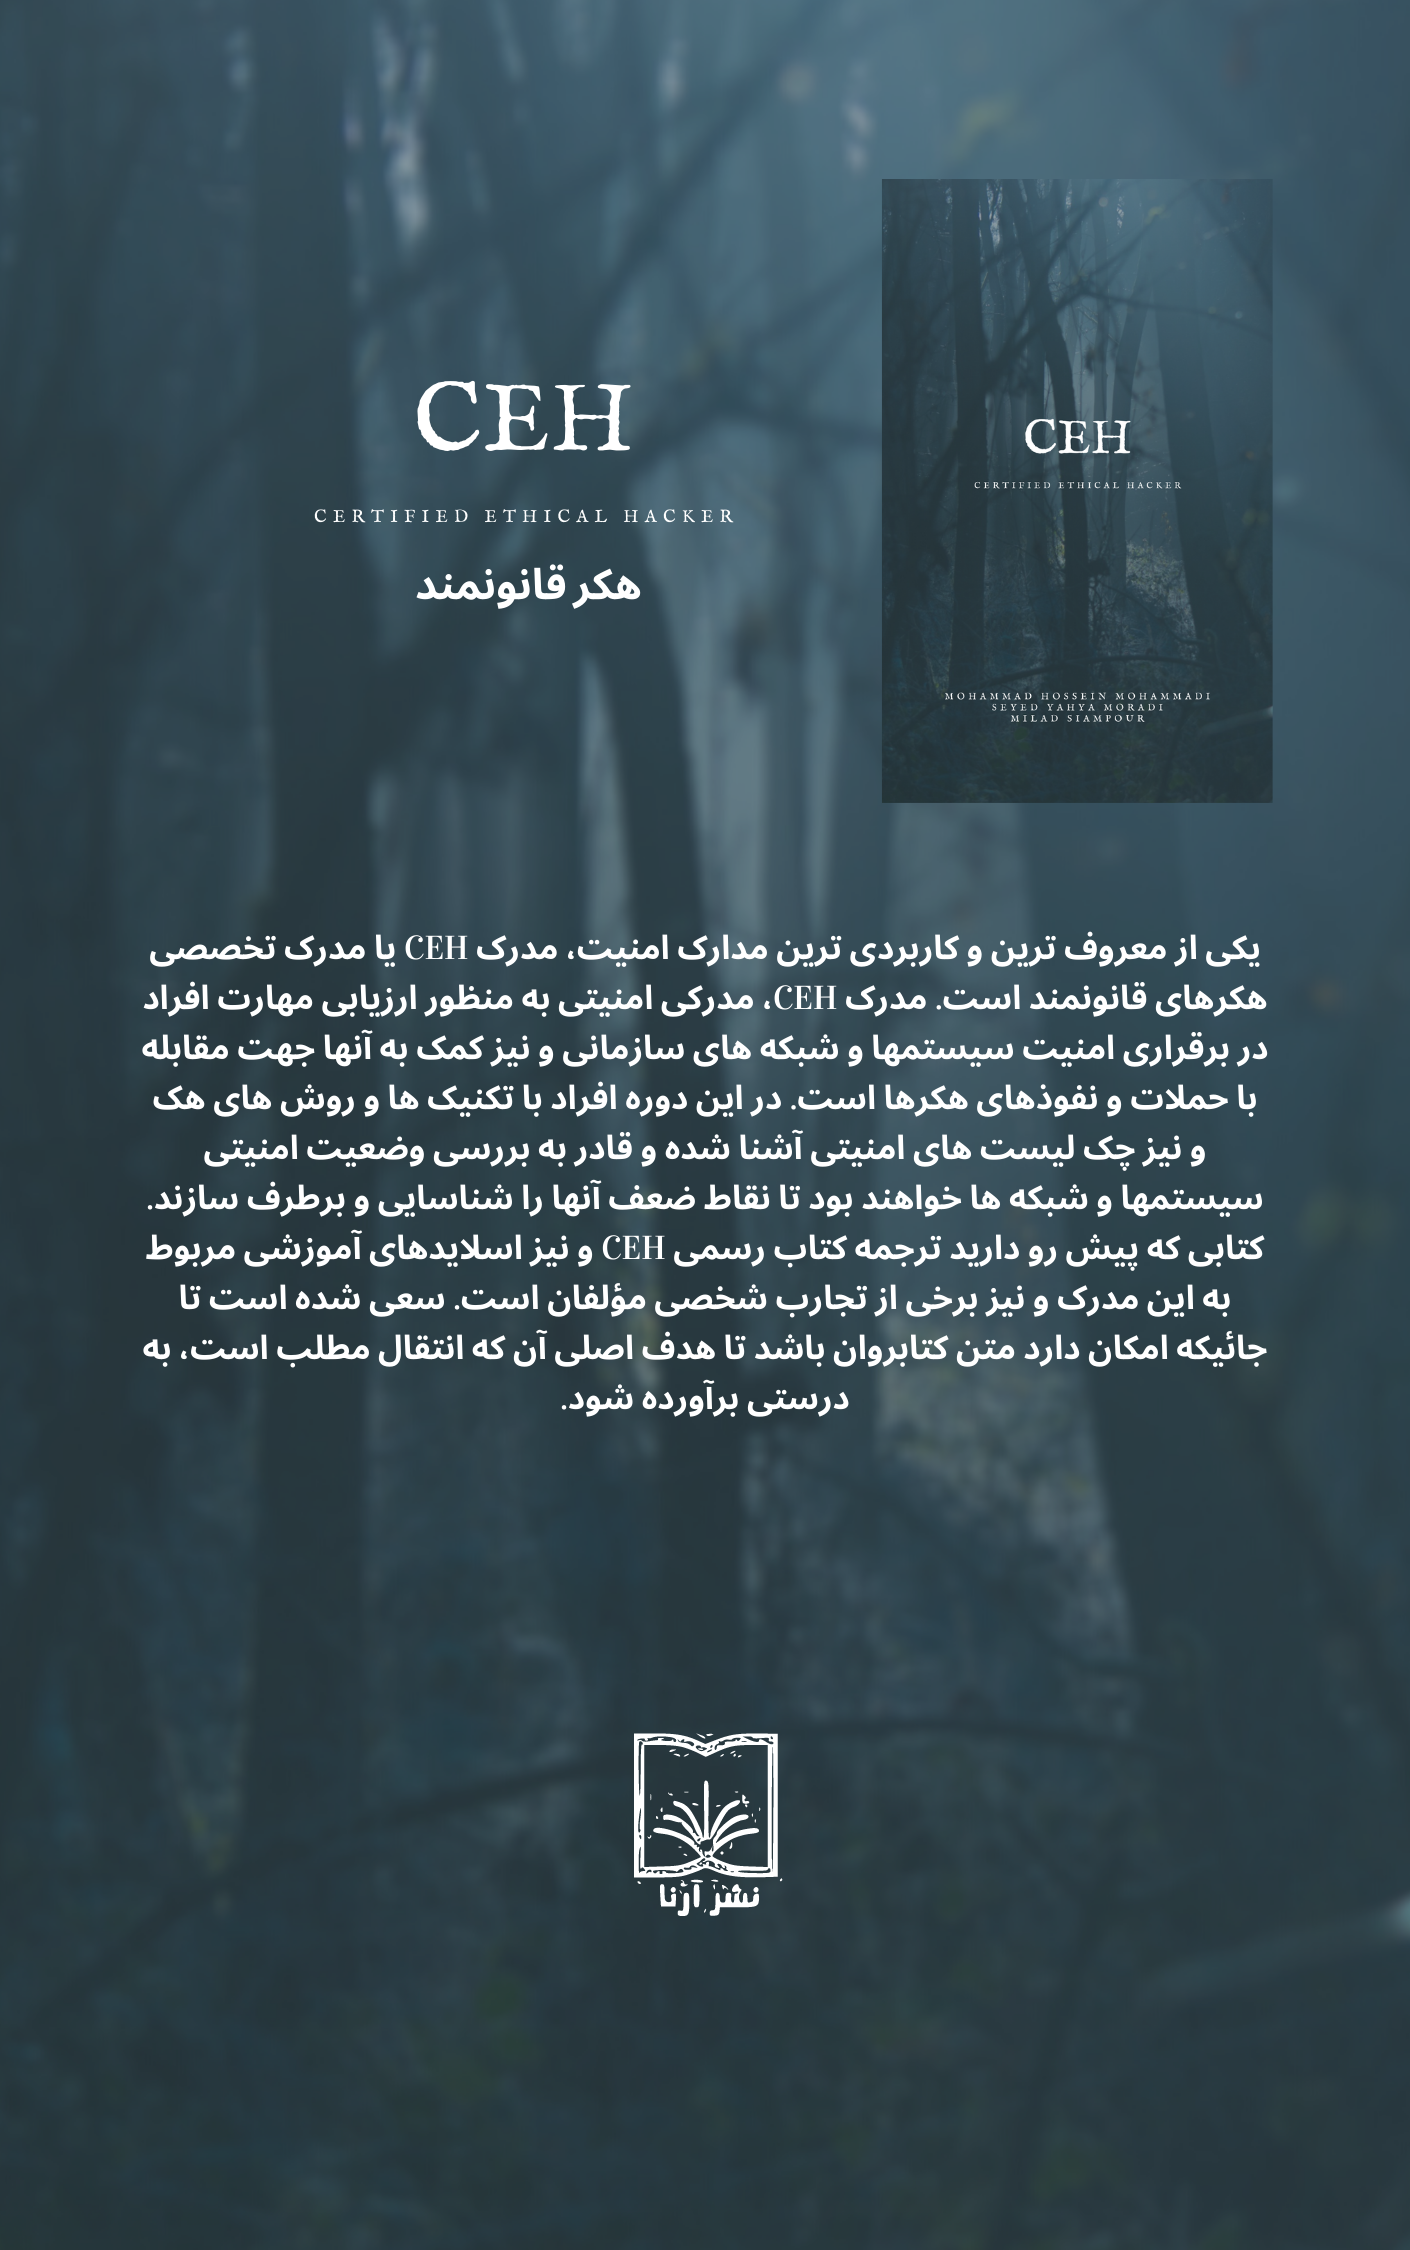 CEH
CERTIFIED ETHICAL HACKER
هکر قانونمند
CEH
CERTIFIED ETHICAL HACKER
MOHAMMAD HOSSEIN MOHAMMADI
SEYED YAHYA MORADI
MILAD SIAMPOUR
یکی از معروف ترین و کاربردی ترین مدارک امنیت، مدرک CEH یا مدرک تخصصی
هکرهای قانونمند است. مدرک CEH، مدرکی امنیتی به منظور ارزیابی مهارت افراد
در برقراری امنیت سیستمها و شبکه های سازمانی و نیز کمک به آنها جهت مقابله
با حملات و نفوذهای هکرها است. در این دوره افراد با تکنیک ها و روش های هک
و نیز چک لیست های امنیتی آشنا شده و قادر به بررسی وضعیت امنیتی
سیستمها و شبکه ها خواهند بود تا نقاط ضعف آنها را شناسایی و برطرف سازند.
کتابی که پیش رو دارید ترجمه کتاب رسمی CEH و نیز اسلایدهای آموزشی مربوط
به این مدرک و نیز برخی از تجارب شخصی مؤلفان است. سعی شده است تا
جائیکه امکان دارد متن کتابروان باشد تا هدف اصلی آن که انتقال مطلب است، به
درستی برآورده شود.
نشر آرنا